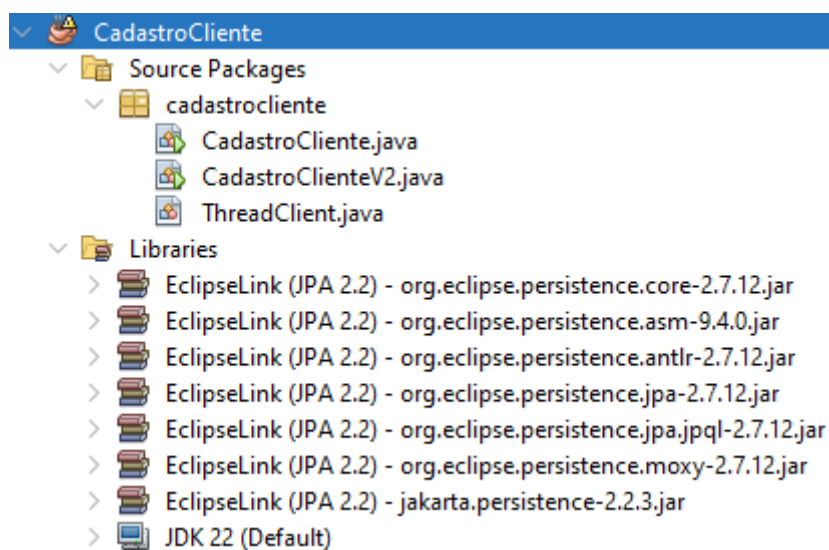 CadastroCliente
Source Packages
cadastrocliente
CadastroCliente.java
CadastroClienteV2.java
ThreadClient.java
Libraries
EclipseLink (JPA 2.2) - org.eclipse.persistence.core-2.7.12.jar
EclipseLink (JPA 2.2) - org.eclipse.persistence.asm-9.4.0.jar
EclipseLink (JPA 2.2) - org.eclipse.persistence.antlr-2.7.12.jar
EclipseLink (JPA 2.2) - org.eclipse.persistence.jpa-2.7.12.jar
EclipseLink (JPA 2.2) - org.eclipse.persistence.jpa.jpql-2.7.12.jar
EclipseLink (JPA 2.2) - org.eclipse.persistence.moxy-2.7.12.jar
EclipseLink (JPA 2.2) - jakarta.persistence-2.2.3.jar
JDK 22 (Default)